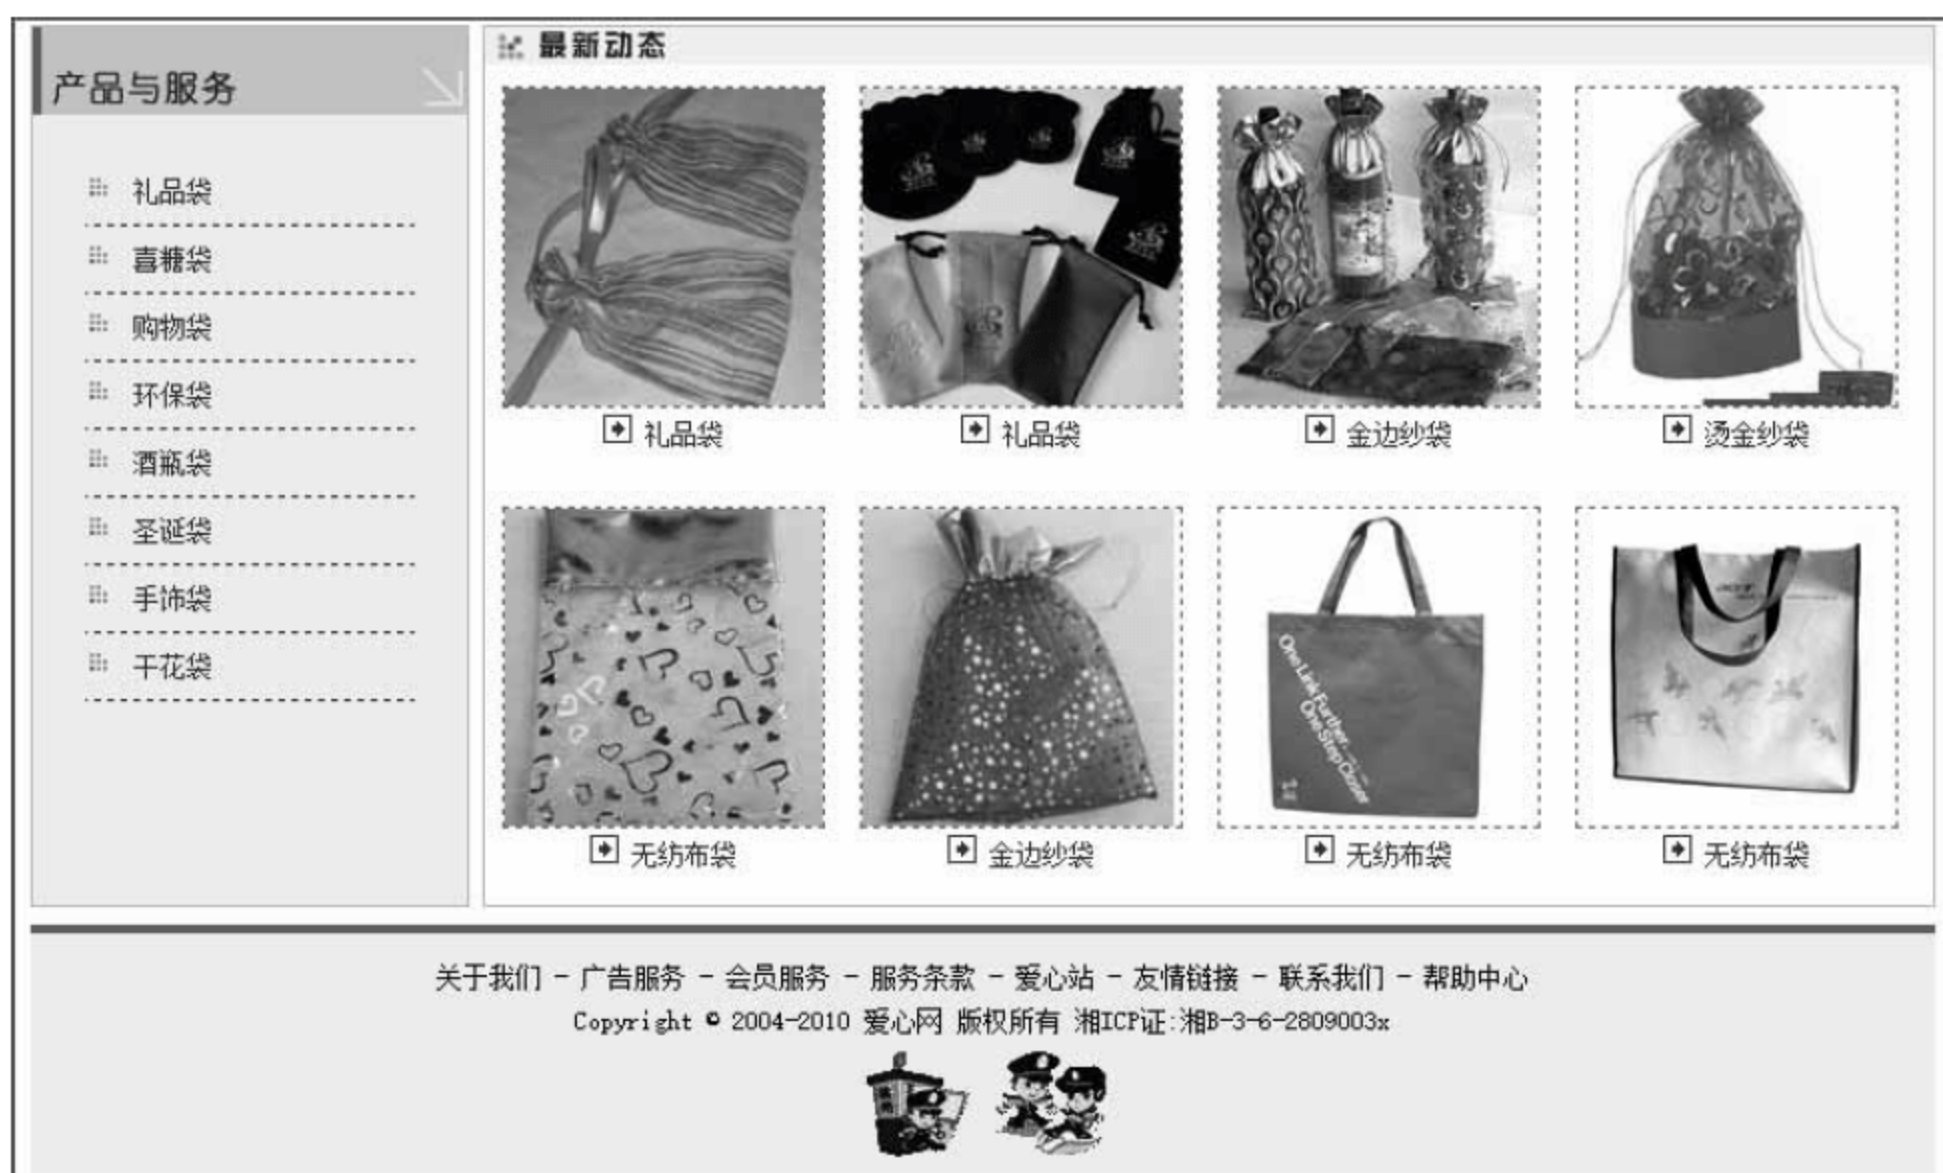 产品与服务
礼品袋
喜糖袋
购物袋
环保袋
酒瓶袋
圣诞袋
手饰袋
干花袋
最新动态
礼品袋
礼品袋
金边纱袋
烫金纱袋
One Link Further...
One Step Closer
无纺布袋
金边纱袋
无纺布袋
无纺布袋
关于我们 - 广告服务 - 会员服务 - 服务条款 - 爱心站 - 友情链接 - 联系我们 - 帮助中心
Copyright © 2004-2010 爱心网 版权所有 湘ICP证:湘B-3-6-2809003x